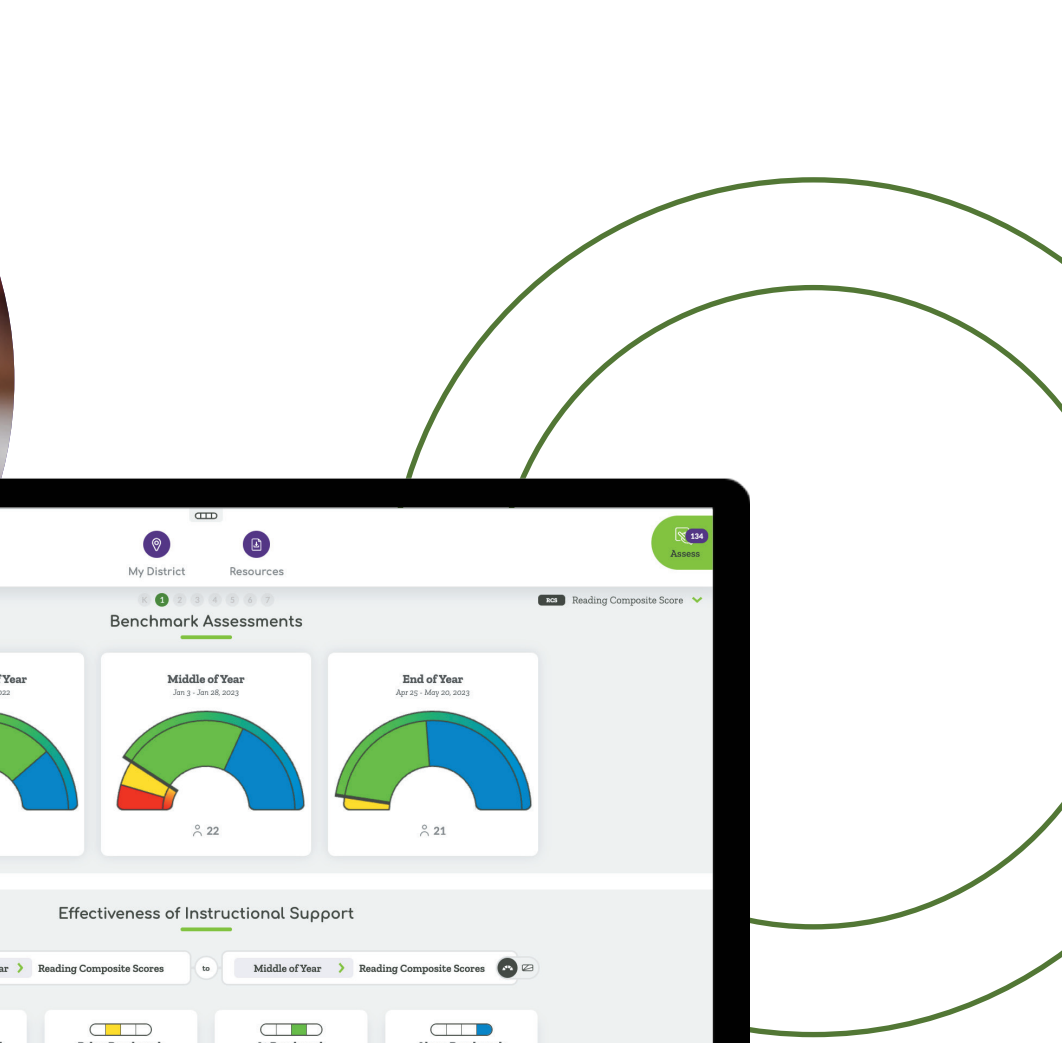 134
Assess
My District
Resources
K 1 2 3 4 5 6 7
RCS Reading Composite Score
Benchmark Assessments
Year
Middle of Year
Jan 3 - Jan 28, 2023
22
End of Year
Apr 25 - May 20, 2023
21
Effectiveness of Instructional Support
Reading Composite Scores
to
Middle of Year
Reading Composite Scores